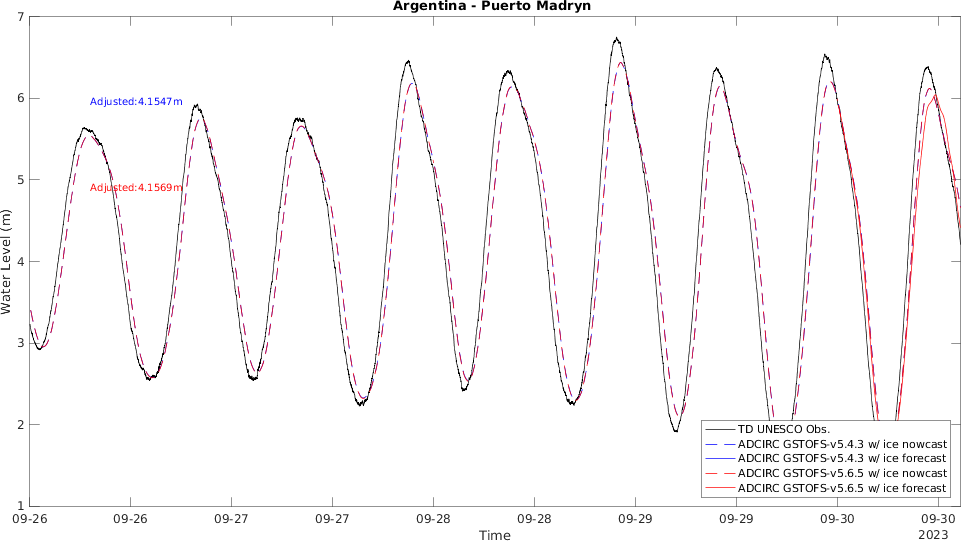 Argentina - Puerto Madryn
7
6
5
4
3
2
1
Water Level (m)
Adjusted:4.1547m
Adjusted:4.1569m
TD UNESCO Obs.
ADCIRC GSTOFS-v5.4.3 w/ ice nowcast
ADCIRC GSTOFS-v5.4.3 w/ ice forecast
ADCIRC GSTOFS-v5.6.5 w/ ice nowcast
ADCIRC GSTOFS-v5.6.5 w/ ice forecast
09-26 09-26 09-27 09-27 09-28 09-28 09-29 09-29 09-30 09-30
2023
Time